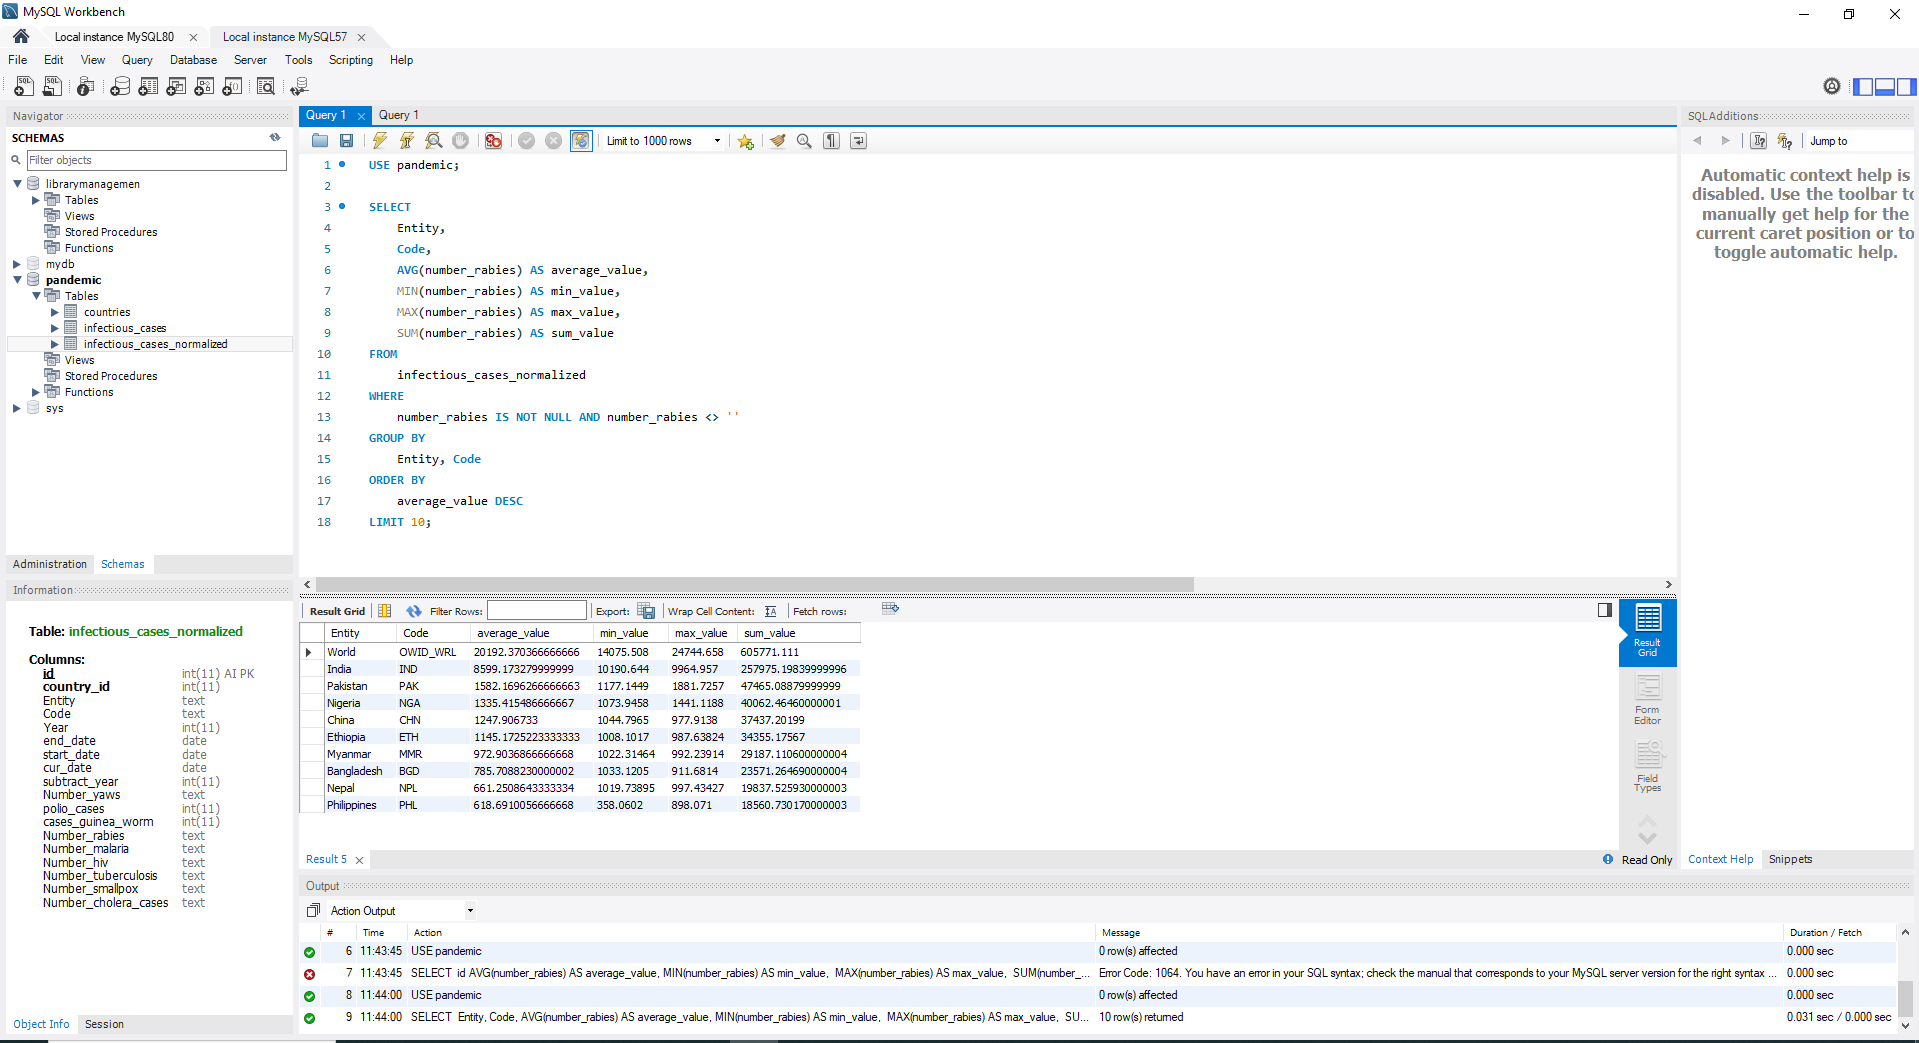 MySQL Workbench
Local instance MySQL80
Local instance MySQL57
File Edit View Query Database Server Tools Scripting Help
Navigator
SCHEMAS
Filter objects
librarymanagemen
Tables
Views
Stored Procedures
Functions
mydb
pandemic
Tables
countries
infectious_cases
infectious_cases_normalized
Views
Stored Procedures
Functions
sys
Administration Schemas
Information
Table: infectious_cases_normalized
Columns:
id int(11) AI PK
country_id int(11)
Entity text
Code text
Year int(11)
end_date date
start_date date
cur_date date
subtract_year int(11)
Number_yaws text
polio_cases int(11)
cases_guinea_worm int(11)
Number_rabies text
Number_malaria text
Number_hiv text
Number_tuberculosis text
Number_smallpox text
Number_cholera_cases text
Object Info Session
Query 1 Query 1
Limit to 1000 rows
1 USE pandemic;
2
3 SELECT
4 Entity,
5 Code,
6 AVG(number_rabies) AS average_value,
7 MIN(number_rabies) AS min_value,
8 MAX(number_rabies) AS max_value,
9 SUM(number_rabies) AS sum_value
10 FROM
11 infectious_cases_normalized
12 WHERE
13 number_rabies IS NOT NULL AND number_rabies <> ''
14 GROUP BY
15 Entity, Code
16 ORDER BY
17 average_value DESC
18 LIMIT 10;
Result Grid Filter Rows: Export: Wrap Cell Content: Fetch rows:
Entity Code average_value min_value max_value sum_value
World OWID_WRL 20192.370366666666 14075.508 24744.658 605771.111
India IND 8599.173279999999 10190.644 9964.957 257975.19839999996
Pakistan PAK 1582.1696266666663 1177.1449 1881.7257 47465.08879999999
Nigeria NGA 1335.415486666667 1073.9458 1441.1188 40062.46460000001
China CHN 1247.906733 1044.7965 977.9138 37437.20199
Ethiopia ETH 1145.1725223333333 1008.1017 987.63824 34355.17567
Myanmar MMR 972.9036866666668 1022.31464 992.23914 29187.110600000004
Bangladesh BGD 785.7088230000002 1033.1205 911.6814 23571.264690000004
Nepal NPL 661.2508643333334 1019.73895 997.43427 19837.525930000003
Philippines PHL 618.6910056666668 358.0602 898.071 18560.730170000003
Result Grid
Form Editor
Field Types
Result 5
Read Only
SQLAdditions
Jump to
Automatic context help is
disabled. Use the toolbar to
manually get help for the
current caret position or to
toggle automatic help.
Context Help Snippets
Output
Action Output
# Time Action Message Duration / Fetch
6 11:43:45 USE pandemic 0 row(s) affected 0.000 sec
7 11:43:45 SELECT id AVG(number_rabies) AS average_value, MIN(number_rabies) AS min_value, MAX(number_rabies) AS max_value, SUM(number_... Error Code: 1064. You have an error in your SQL syntax; check the manual that corresponds to your MySQL server version for the right syntax ... 0.000 sec
8 11:44:00 USE pandemic 0 row(s) affected 0.000 sec
9 11:44:00 SELECT Entity, Code, AVG(number_rabies) AS average_value, MIN(number_rabies) AS min_value, MAX(number_rabies) AS max_value, SU... 10 row(s) returned 0.031 sec / 0.000 sec